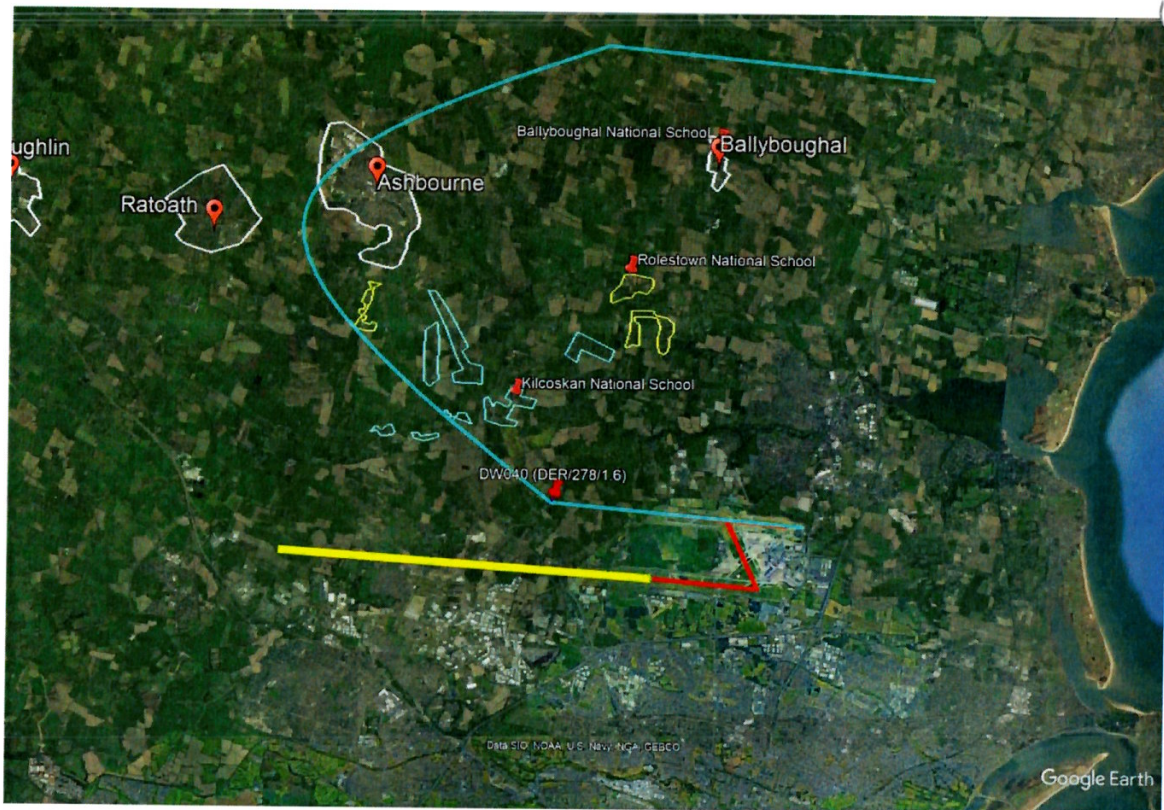 Ballyboughal National School
Ballyboughal
ughlin
Ashbourne
Ratoath
Rolestown National School
Kilcoskan National School
DW040 (DER/278/1.6)
Data SIO, NOAA, U.S. Navy, NGA, GEBCO
Google Earth